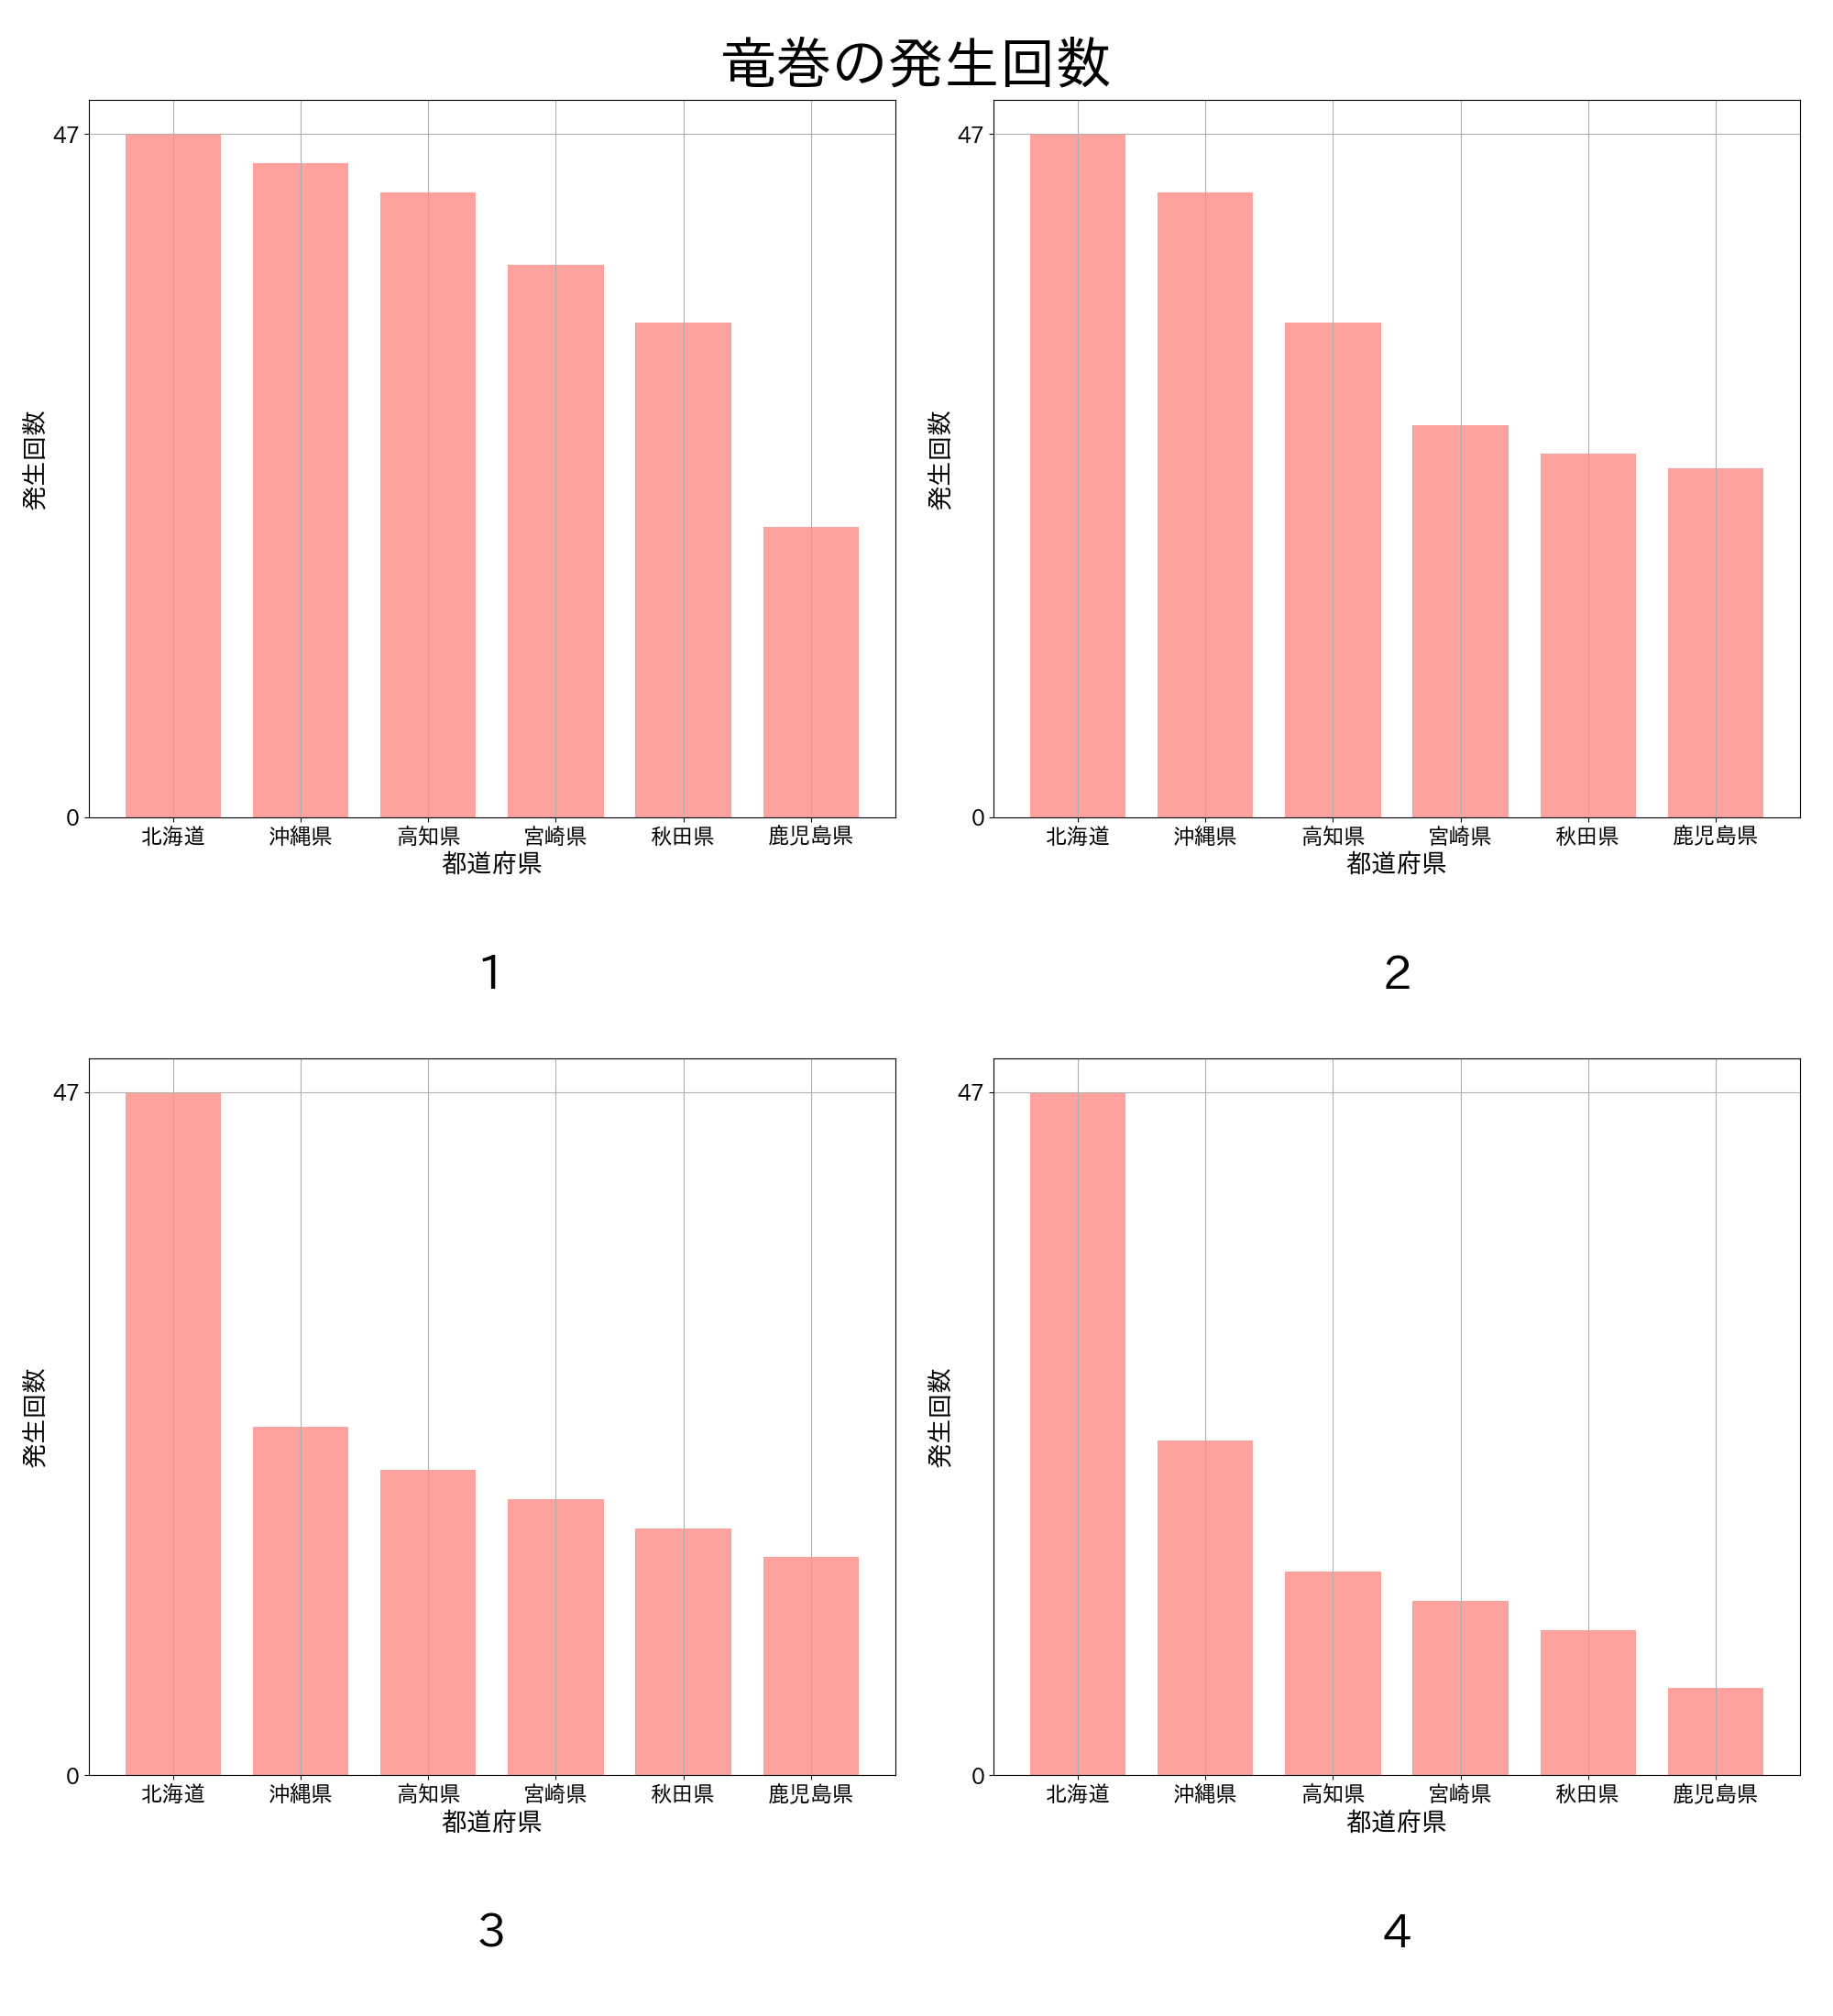 竜巻の発生回数
47
0
発生回数
北海道 沖縄県 高知県 宮崎県 秋田県 鹿児島県
都道府県
1
47
0
発生回数
北海道 沖縄県 高知県 宮崎県 秋田県 鹿児島県
都道府県
2
47
0
発生回数
北海道 沖縄県 高知県 宮崎県 秋田県 鹿児島県
都道府県
3
47
0
発生回数
北海道 沖縄県 高知県 宮崎県 秋田県 鹿児島県
都道府県
4